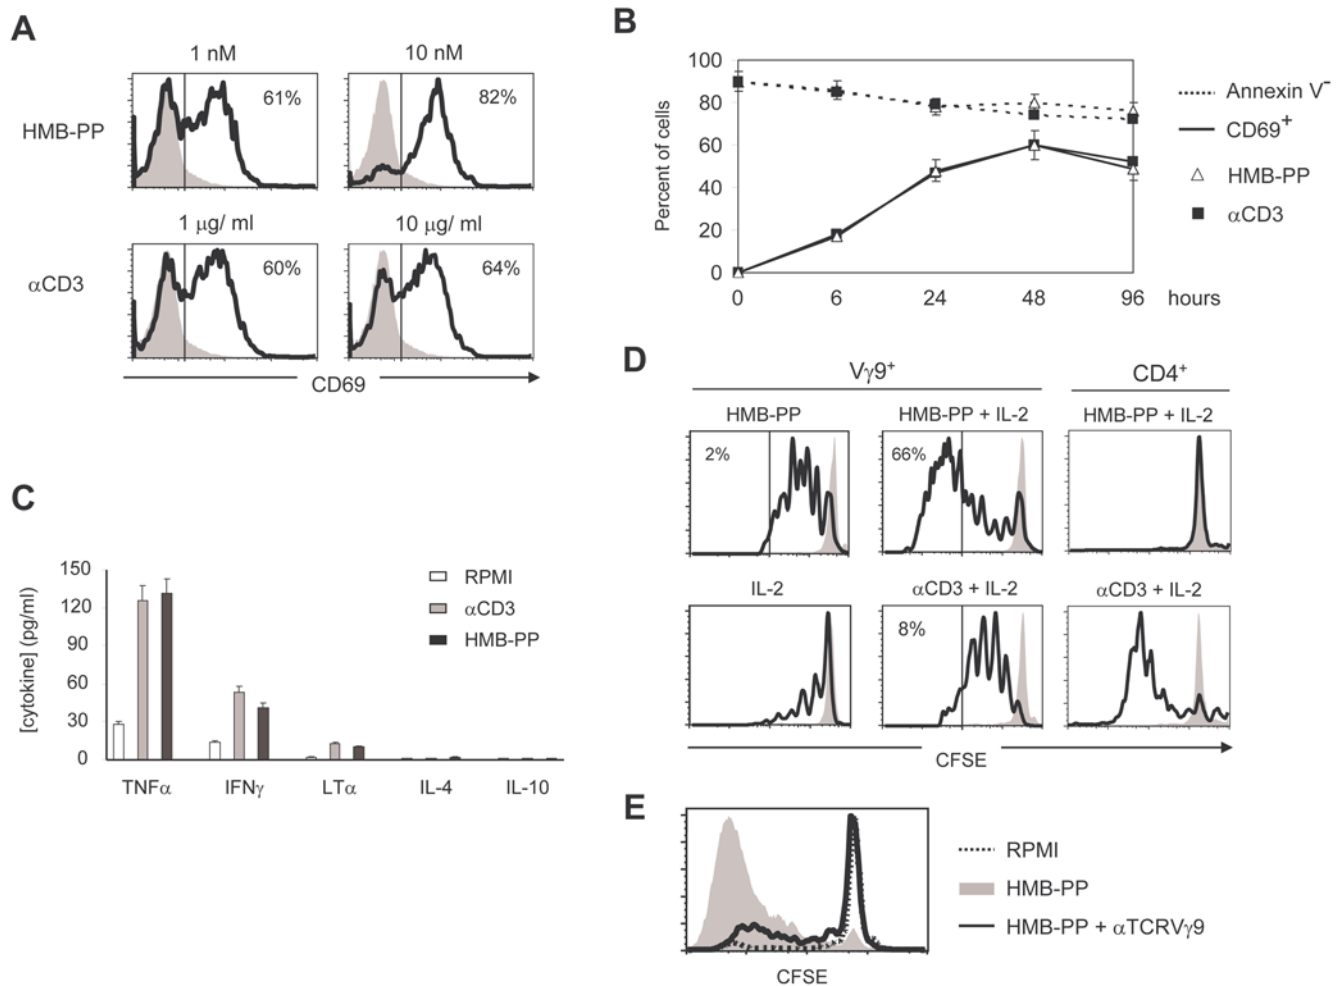 A
1 nM
10 nM
HMB-PP
61%
82%
1 μg/ ml
10 μg/ ml
αCD3
60%
64%
CD69
B
Percent of cells
100
80
60
40
20
0
0 6 24 48 96 hours
Annexin V⁻
CD69⁺
HMB-PP
αCD3
C
[cytokine] (pg/ml)
150
120
90
60
30
0
TNFα IFNγ LTα IL-4 IL-10
RPMI
αCD3
HMB-PP
D
Vγ9⁺
CD4⁺
HMB-PP
HMB-PP + IL-2
HMB-PP + IL-2
2%
66%
IL-2
αCD3 + IL-2
αCD3 + IL-2
8%
CFSE
E
RPMI
HMB-PP
HMB-PP + αTCRVγ9
CFSE